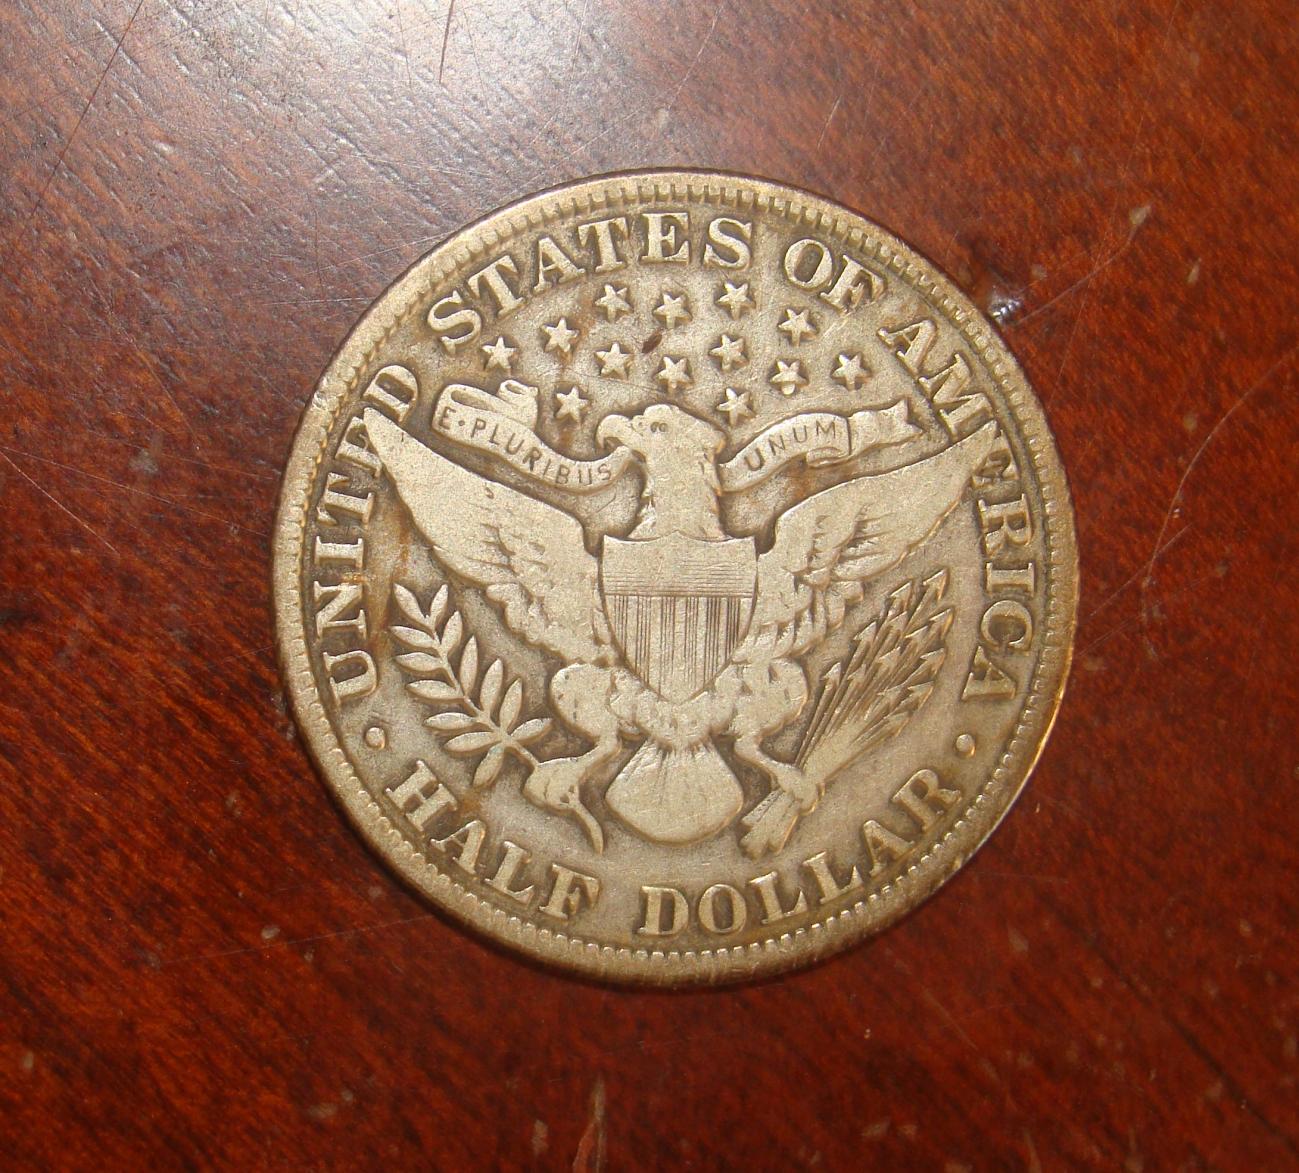 UNITED STATES OF AMERICA
E·PLURIBUS UNUM
· HALF DOLLAR ·